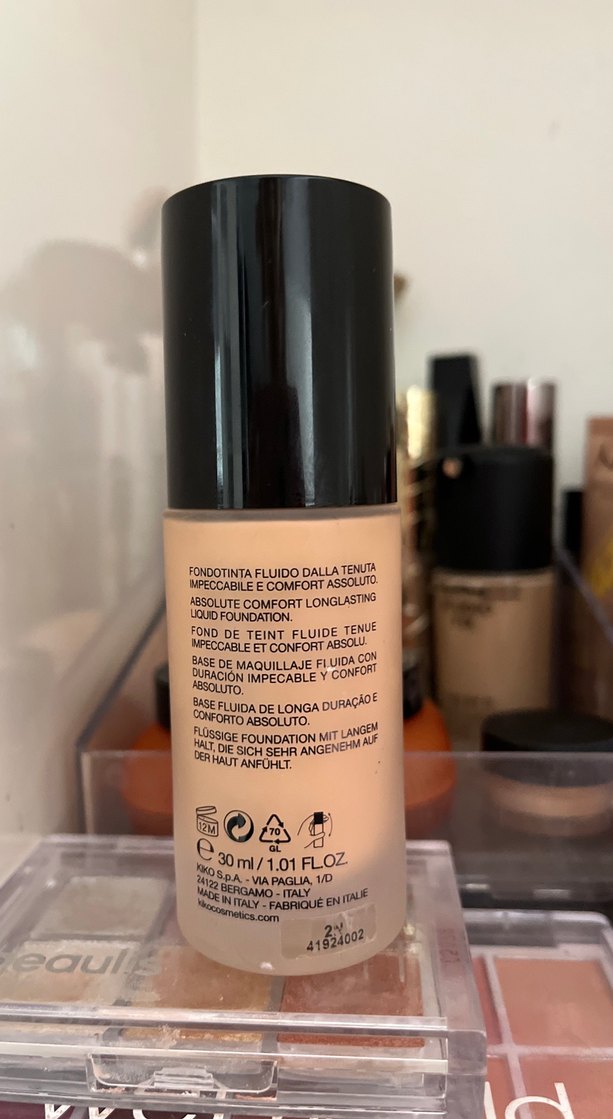 FONDOTINTA FLUIDO DALLA TENUTA
IMPECCABILE E COMFORT ASSOLUTO.
ABSOLUTE COMFORT LONGLASTING
LIQUID FOUNDATION.
FOND DE TEINT FLUIDE TENUE
IMPECCABLE ET CONFORT ABSOLU.
BASE DE MAQUILLAJE FLUIDA CON
DURACIÓN IMPECABLE Y CONFORT
ABSOLUTO.
BASE FLUIDA DE LONGA DURAÇÃO E
CONFORTO ABSOLUTO.
FLÜSSIGE FOUNDATION MIT LANGEM
HALT, DIE SICH SEHR ANGENEHM AUF
DER HAUT ANFÜHLT.
12M
70
GL
℮ 30 ml / 1.01 FL.OZ.
KIKO S.p.A. - VIA PAGLIA, 1/D
24122 BERGAMO - ITALY
MADE IN ITALY - FABRIQUÉ EN ITALIE
kikocosmetics.com
41924002